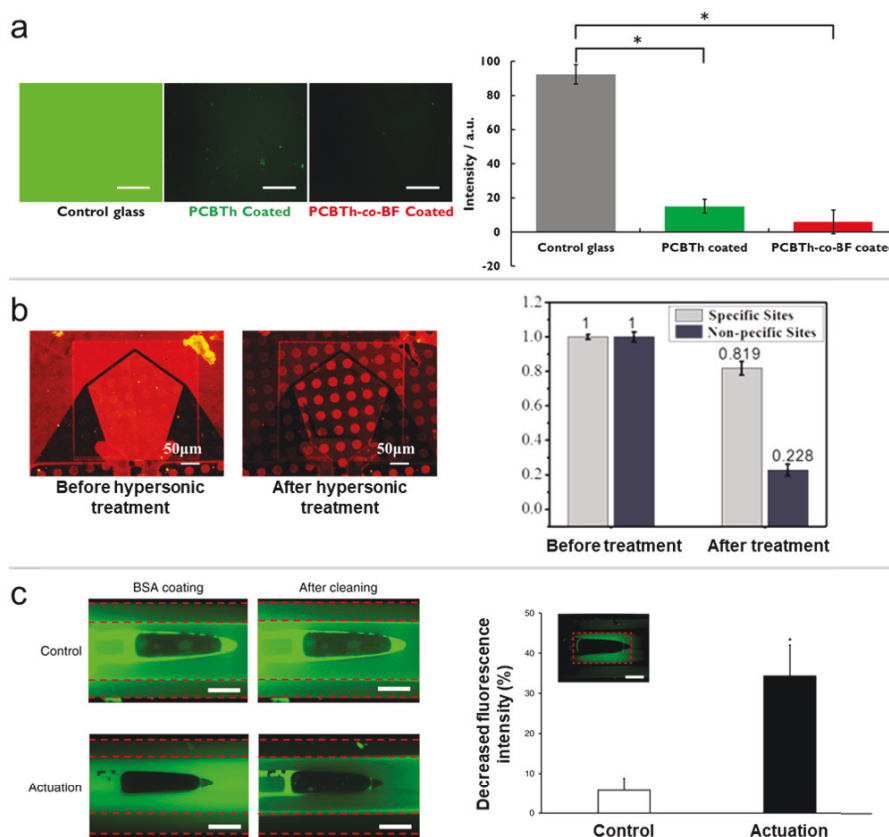 a
Control glass
PCBTh Coated
PCBTh-co-BF Coated
Intensity / a.u.
100
80
60
40
20
0
-20
*
*
Control glass
PCBTh coated
PCBTh-co-BF coated
b
50μm
50μm
Before hypersonic
treatment
After hypersonic
treatment
1.2
1.0
0.8
0.6
0.4
0.2
0.0
Specific Sites
Non-pecific Sites
1
1
0.819
0.228
Before treatment
After treatment
c
BSA coating
After cleaning
Control
Actuation
Decreased fluorescence
intensity (%)
50
40
30
20
10
0
*
Control
Actuation